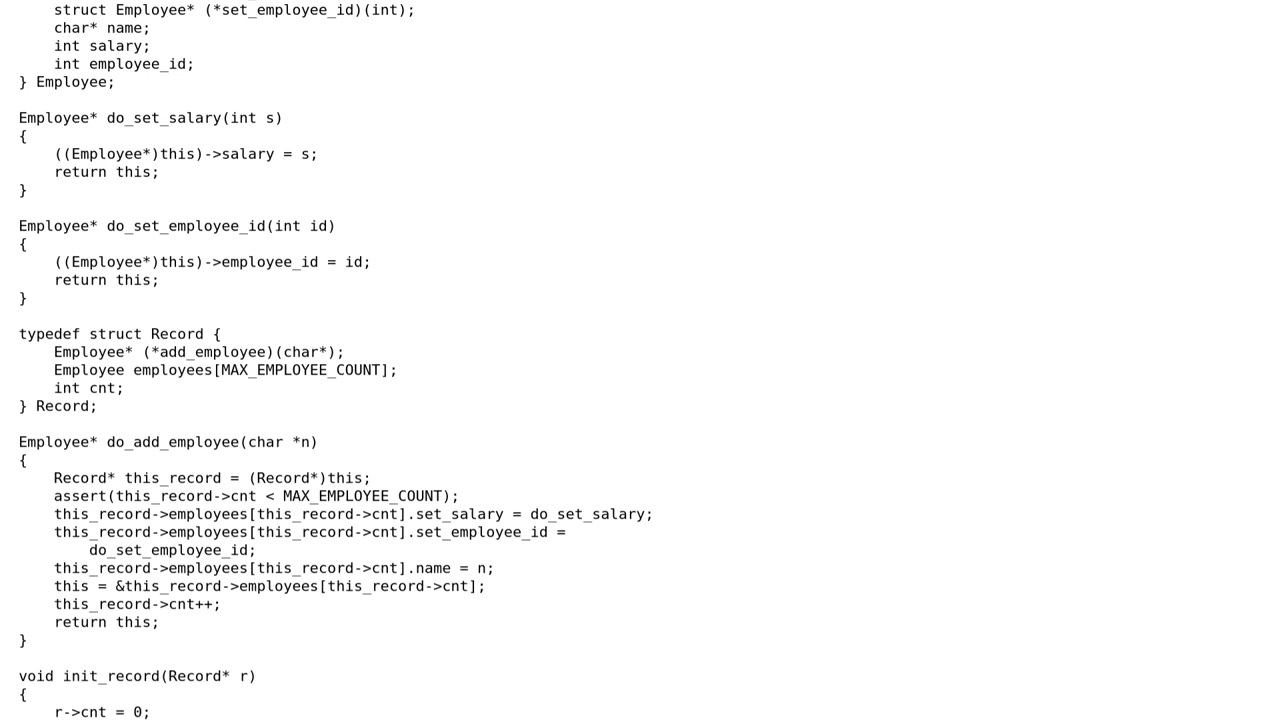 struct Employee* (*set_employee_id)(int);
    char* name;
    int salary;
    int employee_id;
} Employee;

Employee* do_set_salary(int s)
{
    ((Employee*)this)->salary = s;
    return this;
}

Employee* do_set_employee_id(int id)
{
    ((Employee*)this)->employee_id = id;
    return this;
}

typedef struct Record {
    Employee* (*add_employee)(char*);
    Employee employees[MAX_EMPLOYEE_COUNT];
    int cnt;
} Record;

Employee* do_add_employee(char *n)
{
    Record* this_record = (Record*)this;
    assert(this_record->cnt < MAX_EMPLOYEE_COUNT);
    this_record->employees[this_record->cnt].set_salary = do_set_salary;
    this_record->employees[this_record->cnt].set_employee_id =
        do_set_employee_id;
    this_record->employees[this_record->cnt].name = n;
    this = &this_record->employees[this_record->cnt];
    this_record->cnt++;
    return this;
}

void init_record(Record* r)
{
    r->cnt = 0;